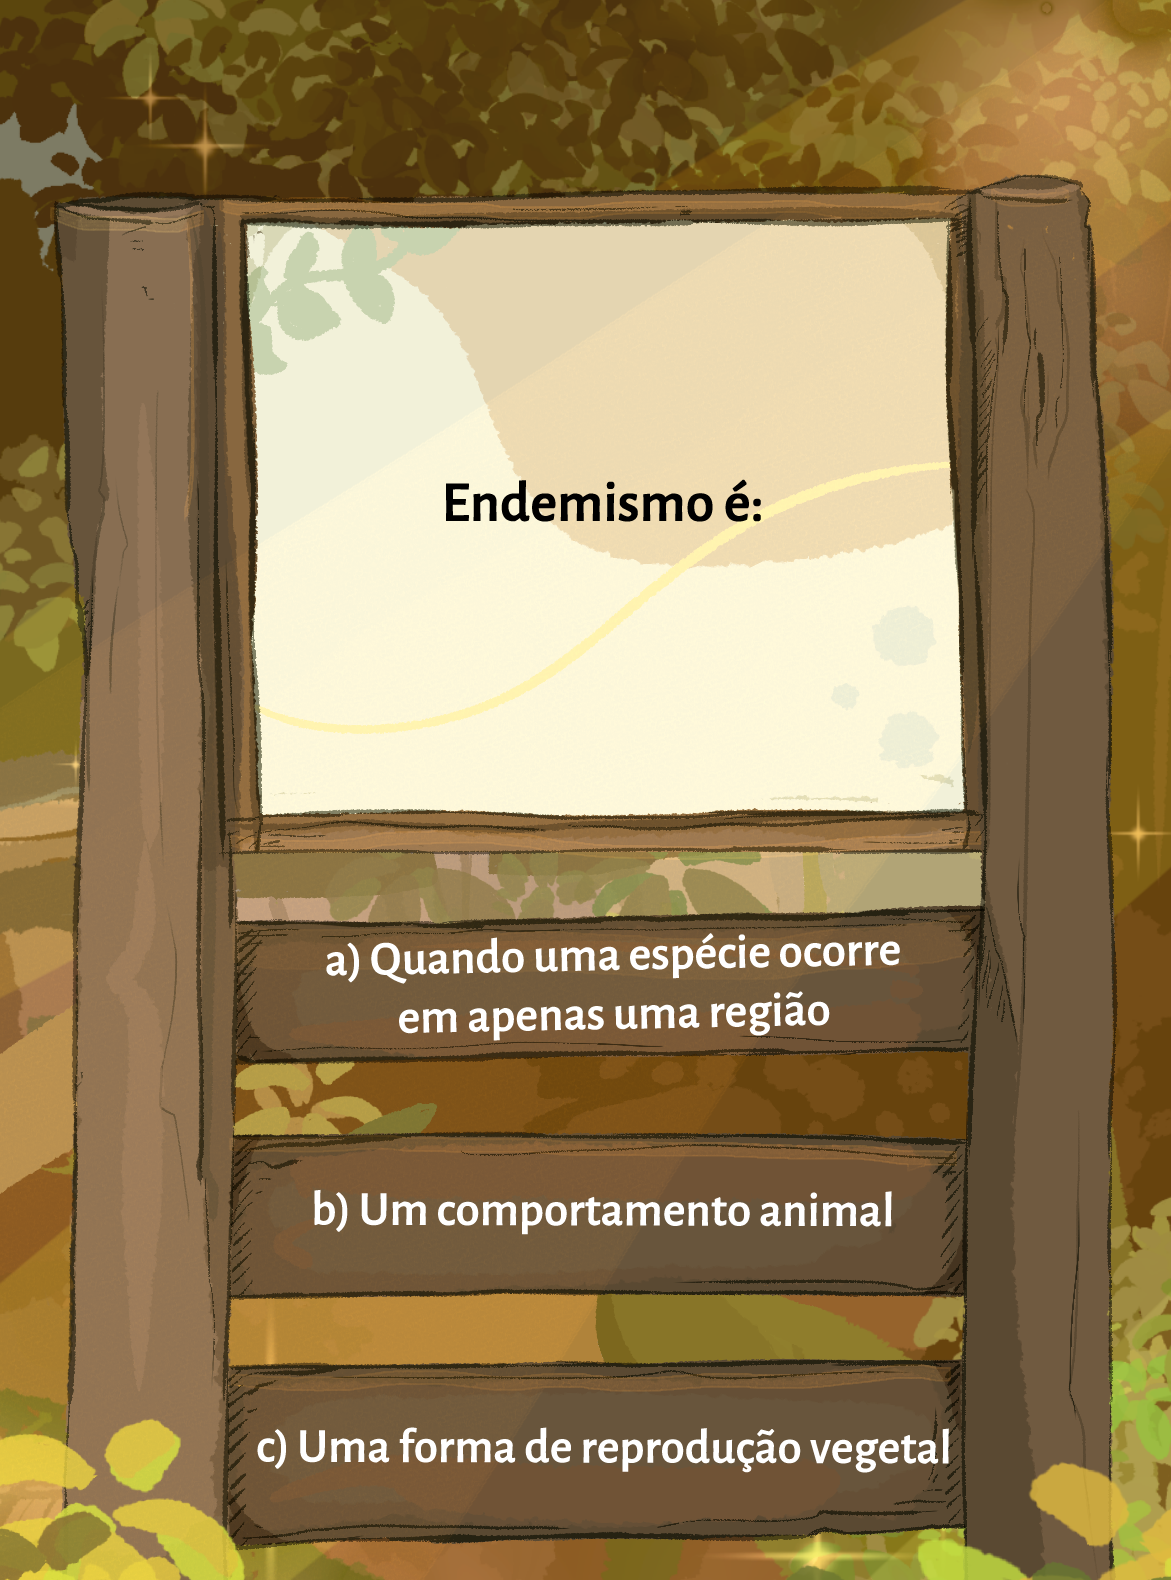 Endemismo é:
a) Quando uma espécie ocorre
em apenas uma região
b) Um comportamento animal
c) Uma forma de reprodução vegetal